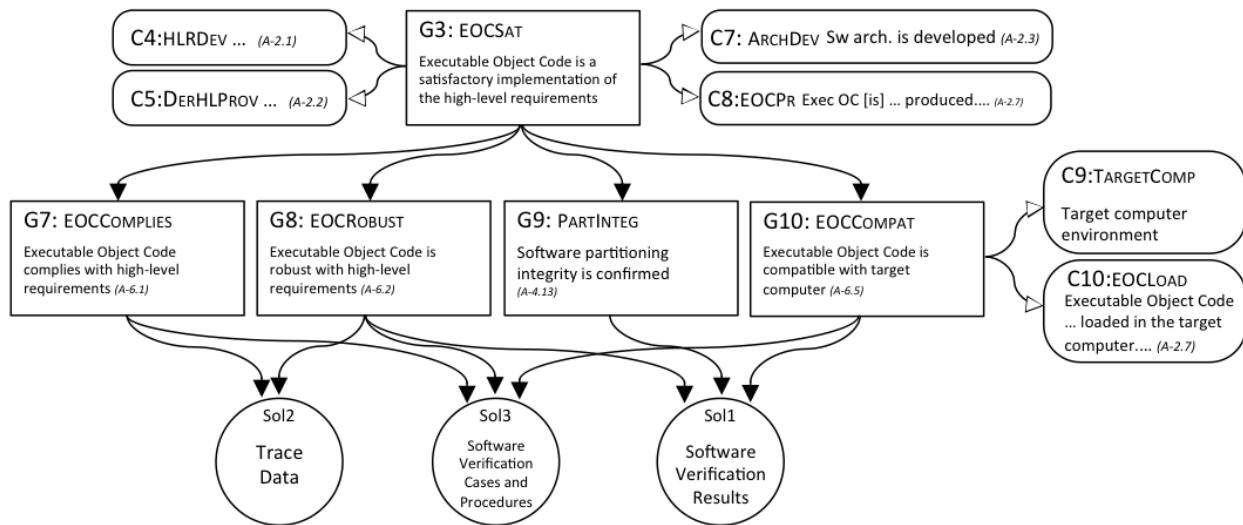 G3: EOCSAT
Executable Object Code is a
satisfactory implementation of
the high-level requirements
C4:HLRDEV ... (A-2.1)
C5:DERHLPROV ... (A-2.2)
C7: ARCHDEV Sw arch. is developed (A-2.3)
C8:EOCPR Exec OC [is] ... produced.... (A-2.7)
G7: EOCCOMPLIES
Executable Object Code
complies with high-level
requirements (A-6.1)
G8: EOCROBUST
Executable Object Code is
robust with high-level
requirements (A-6.2)
G9: PARTINTEG
Software partitioning
integrity is confirmed
(A-4.13)
G10: EOCCOMPAT
Executable Object Code is
compatible with target
computer (A-6.5)
C9:TARGETCOMP
Target computer
environment
C10:EOCLOAD
Executable Object Code
... loaded in the target
computer.... (A-2.7)
Sol2
Trace
Data
Sol3
Software
Verification
Cases and
Procedures
Sol1
Software
Verification
Results